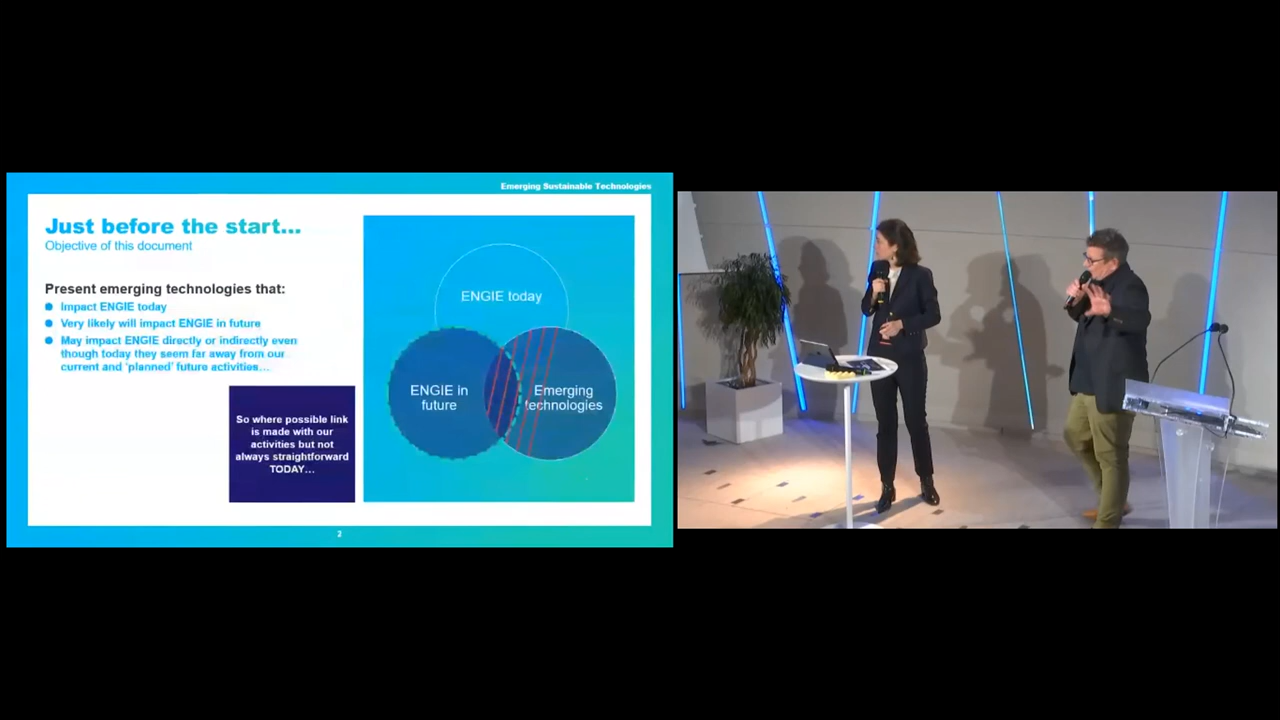 Emerging Sustainable Technologies
Just before the start...
Objective of this document
Present emerging technologies that:
Impact ENGIE today
Very likely will impact ENGIE in future
May impact ENGIE directly or indirectly even
though today they seem far away from our
current and ‘planned’ future activities…
So where possible link
is made with our
activities but not
always straightforward
TODAY…
ENGIE today
ENGIE in
future
Emerging
technologies
2